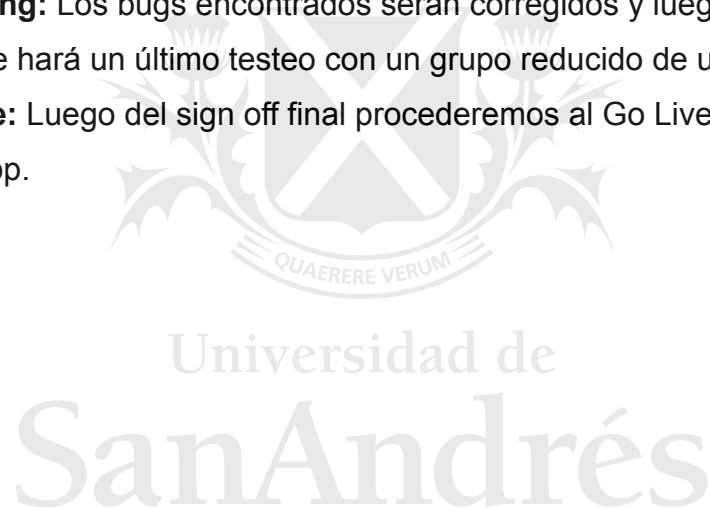 ng: Los bugs encontrados serán corregidos y lueg
e hará un último testeo con un grupo reducido de u
e: Luego del sign off final procederemos al Go Live
op.
QUAERERE VERUM
Universidad de
SanAndrés